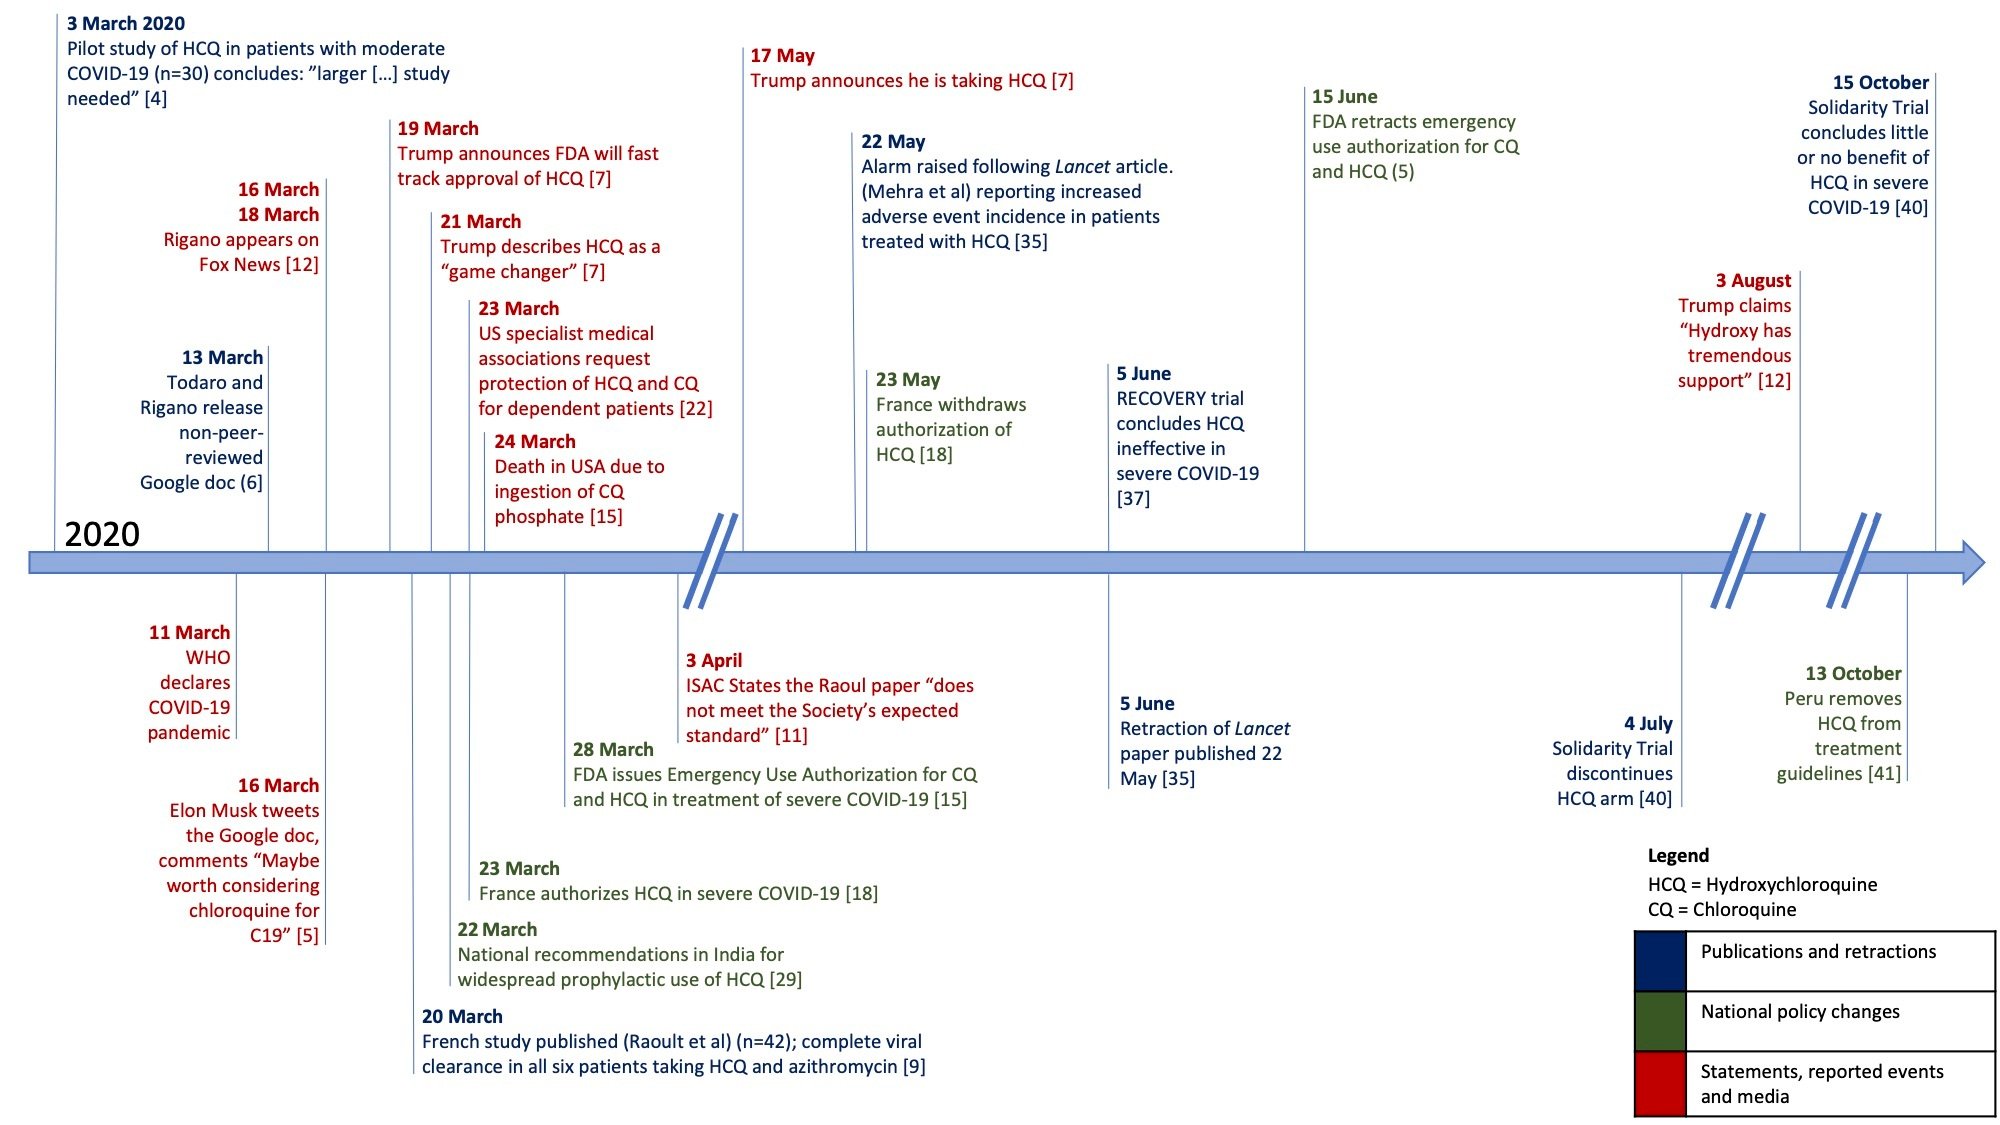 3 March 2020
Pilot study of HCQ in patients with moderate
COVID-19 (n=30) concludes: ”larger […] study
needed” [4]
16 March
18 March
Rigano appears on
Fox News [12]
13 March
Todaro and
Rigano release
non-peer-
reviewed
Google doc (6]
19 March
Trump announces FDA will fast
track approval of HCQ [7]
21 March
Trump describes HCQ as a
“game changer” [7]
23 March
US specialist medical
associations request
protection of HCQ and CQ
for dependent patients [22]
24 March
Death in USA due to
ingestion of CQ
phosphate [15]
17 May
Trump announces he is taking HCQ [7]
22 May
Alarm raised following Lancet article.
(Mehra et al) reporting increased
adverse event incidence in patients
treated with HCQ [35]
23 May
France withdraws
authorization of
HCQ [18]
5 June
RECOVERY trial
concludes HCQ
ineffective in
severe COVID-19
[37]
15 June
FDA retracts emergency
use authorization for CQ
and HCQ (5)
3 August
Trump claims
“Hydroxy has
tremendous
support” [12]
15 October
Solidarity Trial
concludes little
or no benefit of
HCQ in severe
COVID-19 [40]
2020
11 March
WHO
declares
COVID-19
pandemic
16 March
Elon Musk tweets
the Google doc,
comments “Maybe
worth considering
chloroquine for
C19” [5]
3 April
ISAC States the Raoul paper “does
not meet the Society’s expected
standard” [11]
28 March
FDA issues Emergency Use Authorization for CQ
and HCQ in treatment of severe COVID-19 [15]
23 March
France authorizes HCQ in severe COVID-19 [18]
22 March
National recommendations in India for
widespread prophylactic use of HCQ [29]
20 March
French study published (Raoult et al) (n=42); complete viral
clearance in all six patients taking HCQ and azithromycin [9]
5 June
Retraction of Lancet
paper published 22
May [35]
4 July
Solidarity Trial
discontinues
HCQ arm [40]
13 October
Peru removes
HCQ from
treatment
guidelines [41]
Legend
HCQ = Hydroxychloroquine
CQ = Chloroquine
Publications and retractions
National policy changes
Statements, reported events
and media